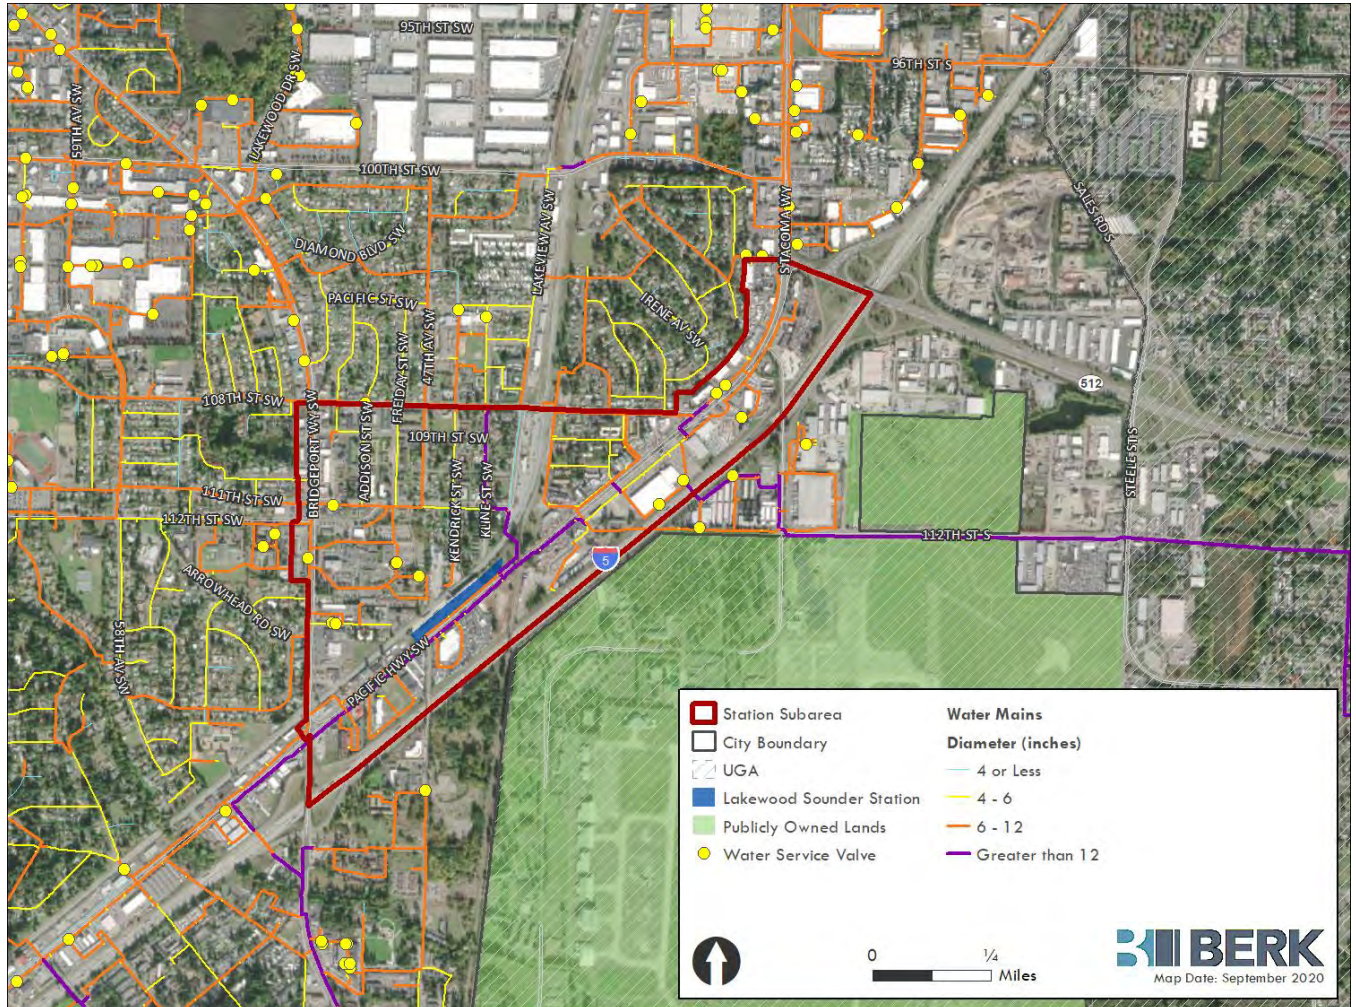 95TH ST SW
96TH ST S
59TH AV SW
LAKEWOOD DR SW
100TH ST SW
LAKEVIEW AV SW
S TACOMA WY
SALES RD S
DIAMOND BLVD SW
PACIFIC ST SW
IRENE AV SW
47TH AV SW
FREIDAY ST SW
512
108TH ST SW
BRIDGEPORT WY SW
ADDISON ST SW
109TH ST SW
KENDRICK ST SW
KLINE ST SW
STEELE ST S
111TH ST SW
112TH ST SW
112TH ST S
5
ARROWHEAD RD SW
58TH AV SW
PACIFIC HWY SW
Station Subarea
City Boundary
UGA
Lakewood Sounder Station
Publicly Owned Lands
Water Service Valve
Water Mains
Diameter (inches)
4 or Less
4 - 6
6 - 12
Greater than 12
0 ¼
Miles
BERK
Map Date: September 2020